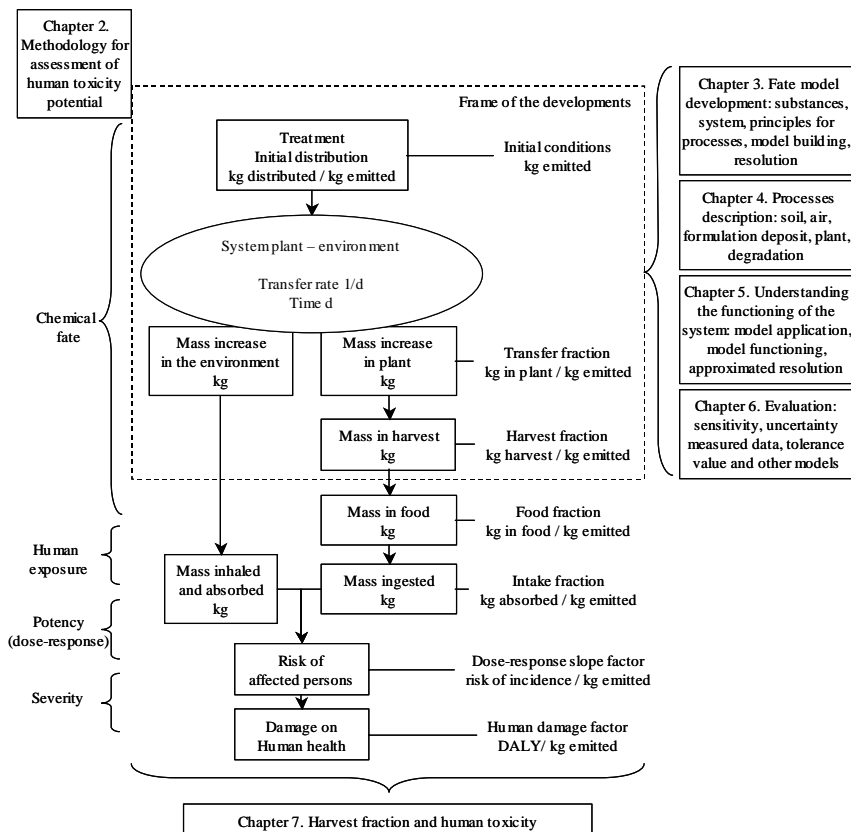 Chapter 2.
Methodology for
assessment of
human toxicity
potential
Frame of the developments
Treatment
Initial distribution
kg distributed / kg emitted
Initial conditions
kg emitted
System plant – environment
Transfer rate 1/d
Time d
Chemical
fate
Mass increase
in the environment
kg
Mass increase
in plant
kg
Transfer fraction
kg in plant / kg emitted
Mass in harvest
kg
Harvest fraction
kg harvest / kg emitted
Mass in food
kg
Food fraction
kg in food / kg emitted
Human
exposure
Mass inhaled
and absorbed
kg
Mass ingested
kg
Intake fraction
kg absorbed / kg emitted
Potency
(dose-response)
Risk of
affected persons
Dose-response slope factor
risk of incidence / kg emitted
Severity
Damage on
Human health
Human damage factor
DALY/ kg emitted
Chapter 3. Fate model
development: substances,
system, principles for
processes, model building,
resolution
Chapter 4. Processes
description: soil, air,
formulation deposit, plant,
degradation
Chapter 5. Understanding
the functioning of the
system: model application,
model functioning,
approximated resolution
Chapter 6. Evaluation:
sensitivity, uncertainty
measured data, tolerance
value and other models
Chapter 7. Harvest fraction and human toxicity